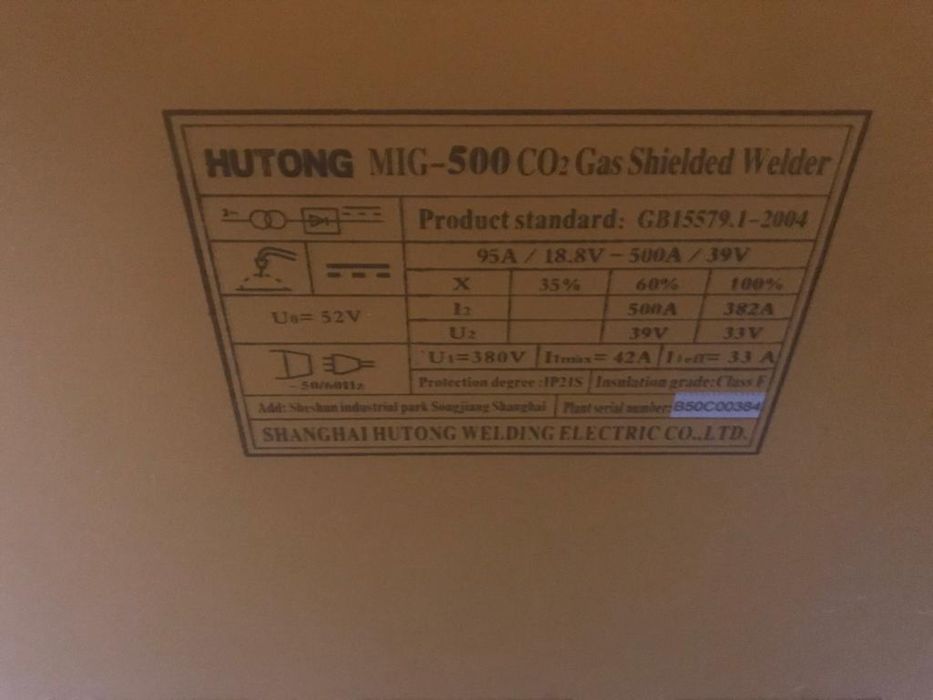 HUTONG MIG-500 CO₂ Gas Shielded Welder
Product standard: GB15579.1-2004
95A / 18.8V - 500A / 39V
X 35% 60% 100%
I₂ 500A 382A
U₀= 52V
U₂ 39V 33V
U₁=380V I₁max= 42A I₁eff= 33 A
~ 50/60Hz
Protection degree :IP21S Insulation grade:Class F
Add: Sheshan industrial park Songjiang Shanghai Plant serial number: B50C00384
SHANGHAI HUTONG WELDING ELECTRIC CO.,LTD.